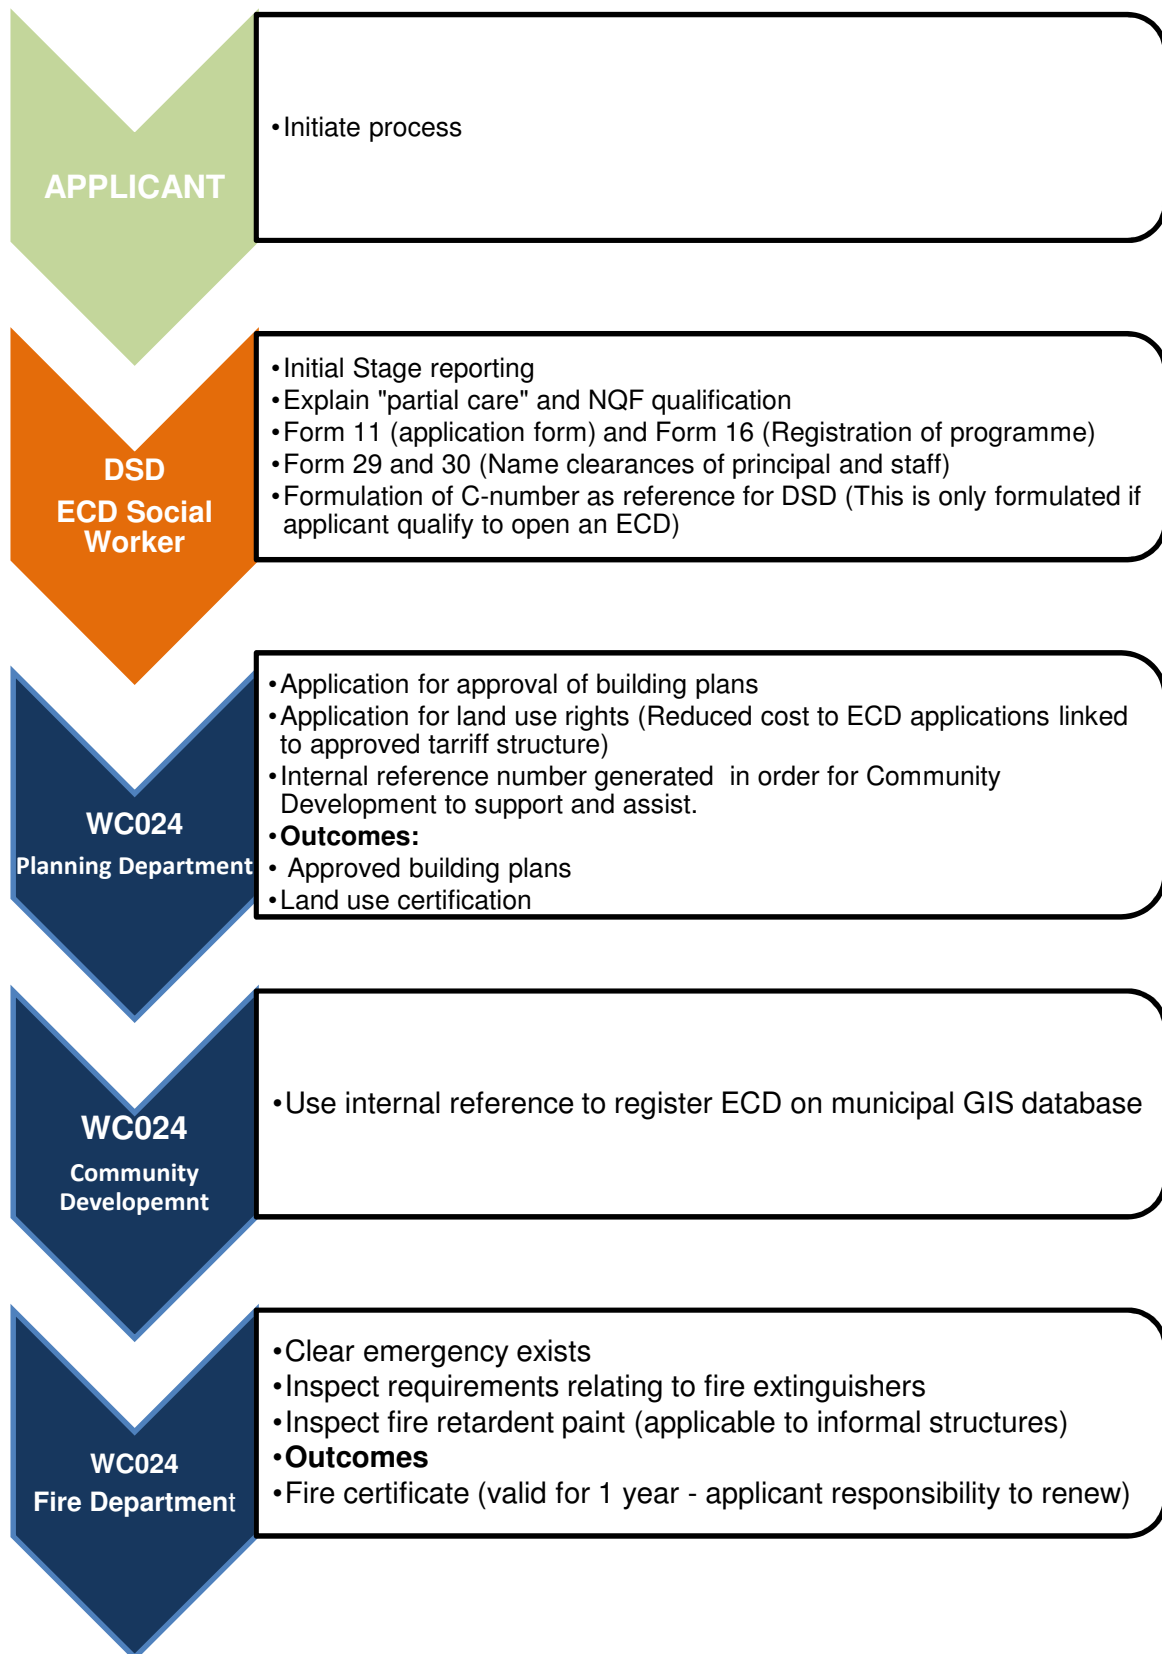 APPLICANT
•Initiate process
DSD
ECD Social
Worker
•Initial Stage reporting
•Explain "partial care" and NQF qualification
•Form 11 (application form) and Form 16 (Registration of programme)
•Form 29 and 30 (Name clearances of principal and staff)
•Formulation of C-number as reference for DSD (This is only formulated if
applicant qualify to open an ECD)
WC024
Planning Department
•Application for approval of building plans
•Application for land use rights (Reduced cost to ECD applications linked
to approved tarriff structure)
•Internal reference number generated in order for Community
Development to support and assist.
•Outcomes:
• Approved building plans
•Land use certification
WC024
Community
Developemnt
•Use internal reference to register ECD on municipal GIS database
WC024
Fire Department
•Clear emergency exists
•Inspect requirements relating to fire extinguishers
•Inspect fire retardent paint (applicable to informal structures)
•Outcomes
•Fire certificate (valid for 1 year - applicant responsibility to renew)